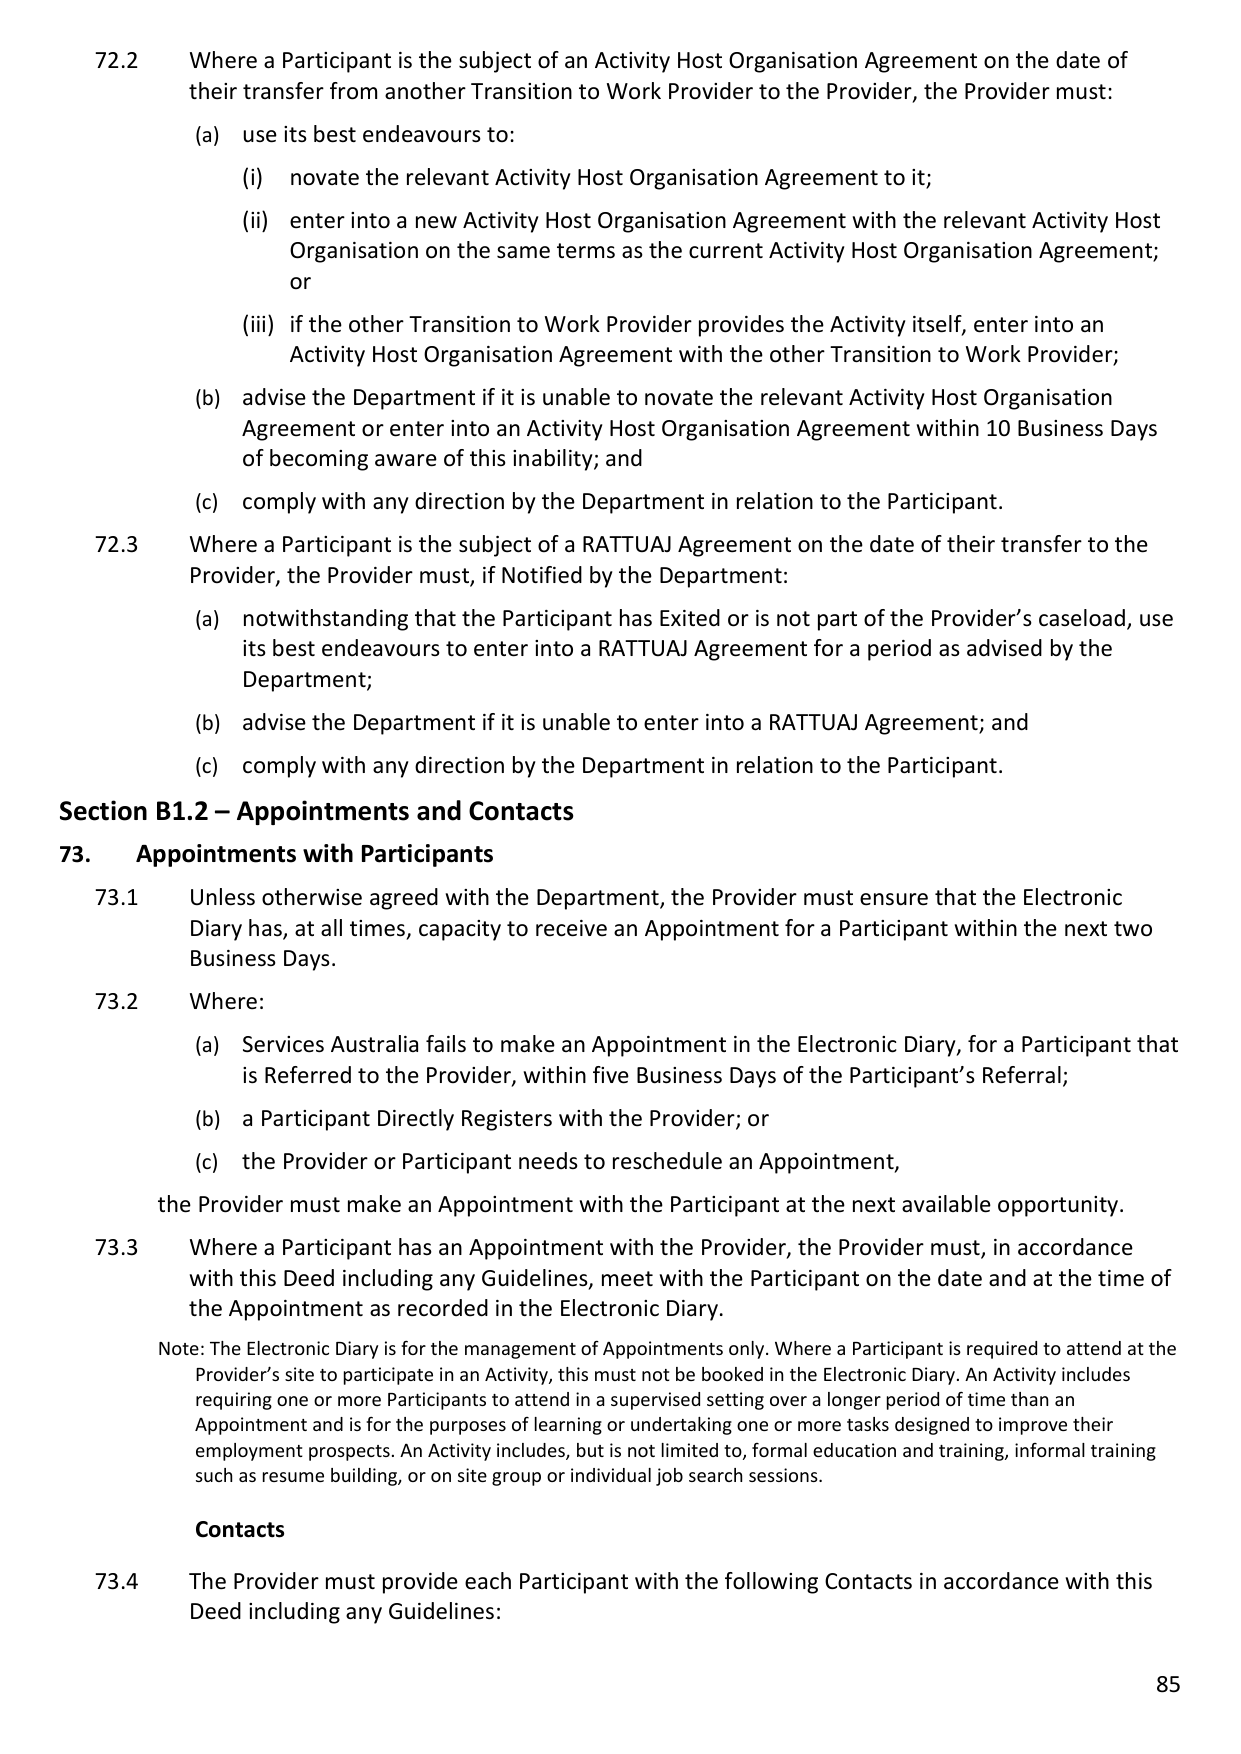 72.2 Where a Participant is the subject of an Activity Host Organisation Agreement on the date of
their transfer from another Transition to Work Provider to the Provider, the Provider must:
(a) use its best endeavours to:
(i) novate the relevant Activity Host Organisation Agreement to it;
(ii) enter into a new Activity Host Organisation Agreement with the relevant Activity Host
Organisation on the same terms as the current Activity Host Organisation Agreement;
or
(iii) if the other Transition to Work Provider provides the Activity itself, enter into an
Activity Host Organisation Agreement with the other Transition to Work Provider;
(b) advise the Department if it is unable to novate the relevant Activity Host Organisation
Agreement or enter into an Activity Host Organisation Agreement within 10 Business Days
of becoming aware of this inability; and
(c) comply with any direction by the Department in relation to the Participant.
72.3 Where a Participant is the subject of a RATTUAJ Agreement on the date of their transfer to the
Provider, the Provider must, if Notified by the Department:
(a) notwithstanding that the Participant has Exited or is not part of the Provider’s caseload, use
its best endeavours to enter into a RATTUAJ Agreement for a period as advised by the
Department;
(b) advise the Department if it is unable to enter into a RATTUAJ Agreement; and
(c) comply with any direction by the Department in relation to the Participant.
Section B1.2 – Appointments and Contacts
73. Appointments with Participants
73.1 Unless otherwise agreed with the Department, the Provider must ensure that the Electronic
Diary has, at all times, capacity to receive an Appointment for a Participant within the next two
Business Days.
73.2 Where:
(a) Services Australia fails to make an Appointment in the Electronic Diary, for a Participant that
is Referred to the Provider, within five Business Days of the Participant’s Referral;
(b) a Participant Directly Registers with the Provider; or
(c) the Provider or Participant needs to reschedule an Appointment,
the Provider must make an Appointment with the Participant at the next available opportunity.
73.3 Where a Participant has an Appointment with the Provider, the Provider must, in accordance
with this Deed including any Guidelines, meet with the Participant on the date and at the time of
the Appointment as recorded in the Electronic Diary.
Note: The Electronic Diary is for the management of Appointments only. Where a Participant is required to attend at the
Provider’s site to participate in an Activity, this must not be booked in the Electronic Diary. An Activity includes
requiring one or more Participants to attend in a supervised setting over a longer period of time than an
Appointment and is for the purposes of learning or undertaking one or more tasks designed to improve their
employment prospects. An Activity includes, but is not limited to, formal education and training, informal training
such as resume building, or on site group or individual job search sessions.
Contacts
73.4 The Provider must provide each Participant with the following Contacts in accordance with this
Deed including any Guidelines:
85